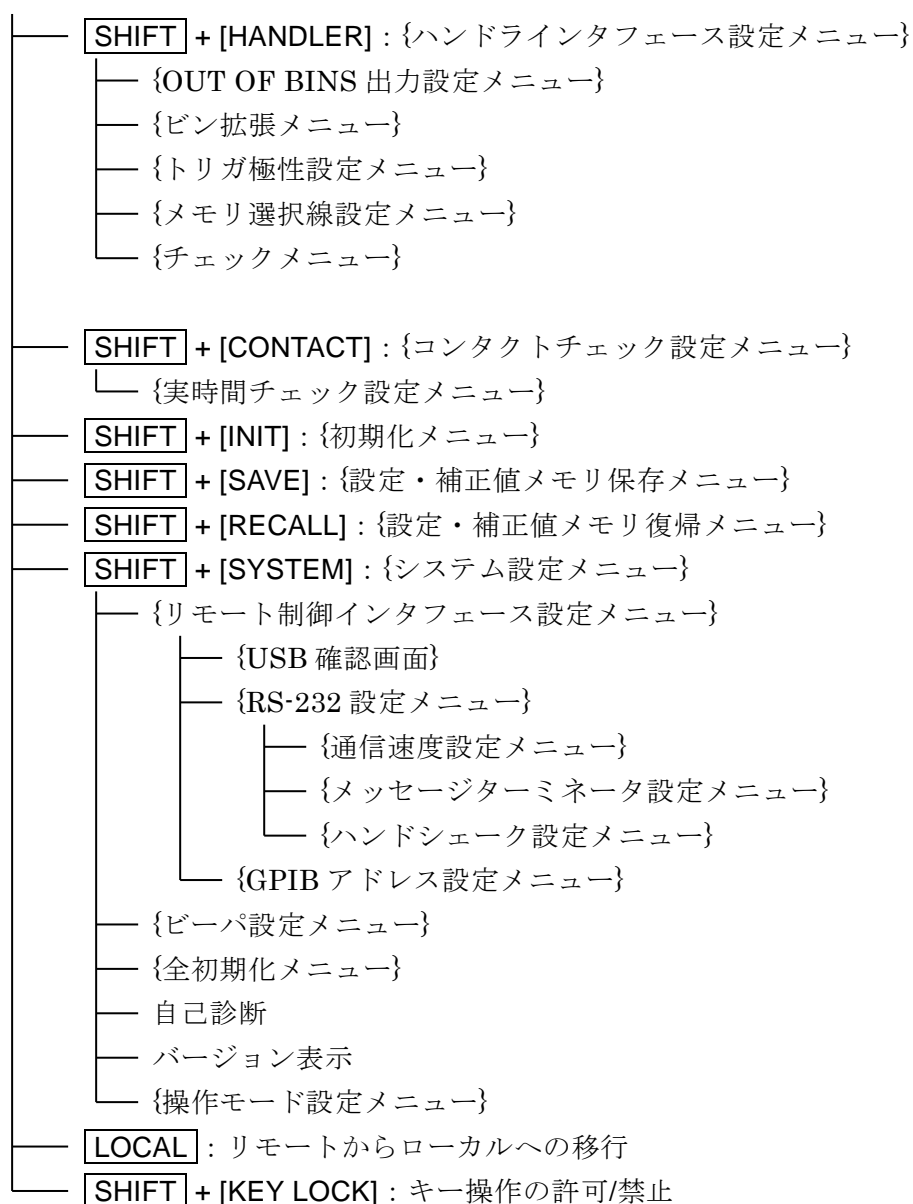 SHIFT + [HANDLER]:{ハンドラインタフェース設定メニュー}
{OUT OF BINS 出力設定メニュー}
{ビン拡張メニュー}
{トリガ極性設定メニュー}
{メモリ選択線設定メニュー}
{チェックメニュー}
SHIFT + [CONTACT]:{コンタクトチェック設定メニュー}
{実時間チェック設定メニュー}
SHIFT + [INIT]:{初期化メニュー}
SHIFT + [SAVE]:{設定・補正値メモリ保存メニュー}
SHIFT + [RECALL]:{設定・補正値メモリ復帰メニュー}
SHIFT + [SYSTEM]:{システム設定メニュー}
{リモート制御インタフェース設定メニュー}
{USB 確認画面}
{RS-232 設定メニュー}
{通信速度設定メニュー}
{メッセージターミネータ設定メニュー}
{ハンドシェーク設定メニュー}
{GPIB アドレス設定メニュー}
{ビーパ設定メニュー}
{全初期化メニュー}
自己診断
バージョン表示
{操作モード設定メニュー}
LOCAL:リモートからローカルへの移行
SHIFT + [KEY LOCK]:キー操作の許可/禁止